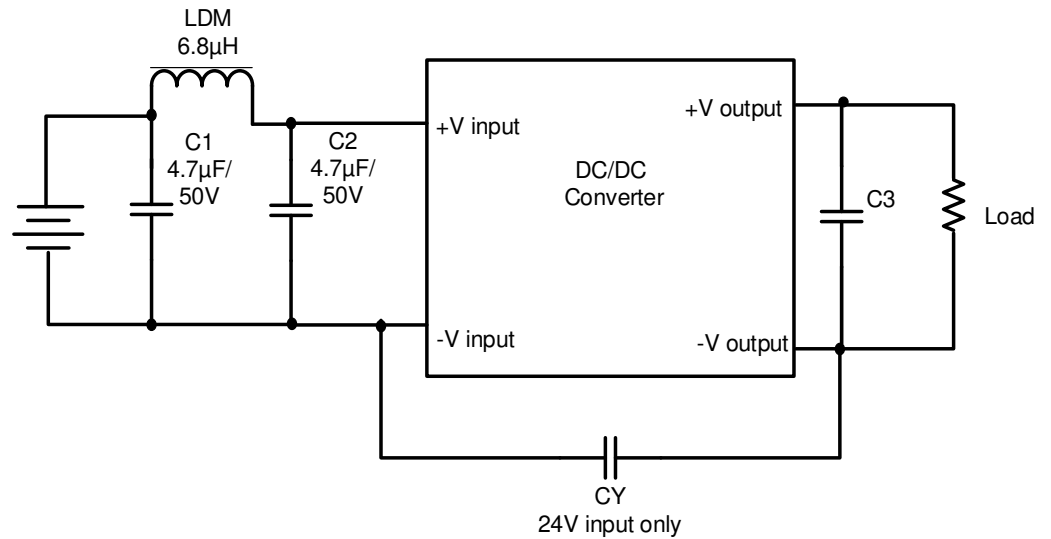 LDM
6.8µH
C1
4.7µF/
50V
C2
4.7µF/
50V
+V input
-V input
DC/DC
Converter
+V output
-V output
C3
Load
CY
24V input only